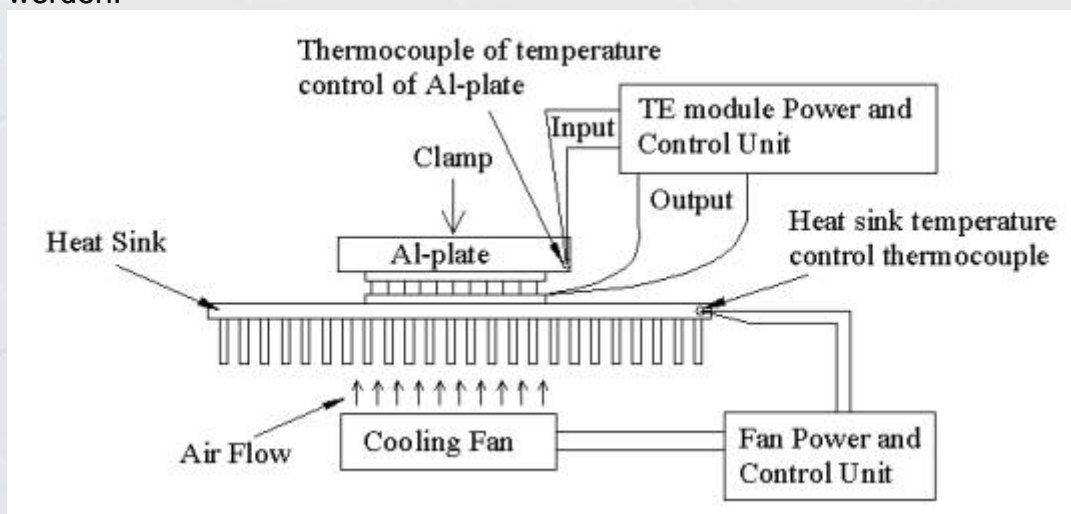 werden.
Thermocouple of temperature
control of Al-plate
TE module Power and
Control Unit
Input
Clamp
Output
Heat sink temperature
control thermocouple
Heat Sink
Al-plate
Air Flow
Cooling Fan
Fan Power and
Control Unit